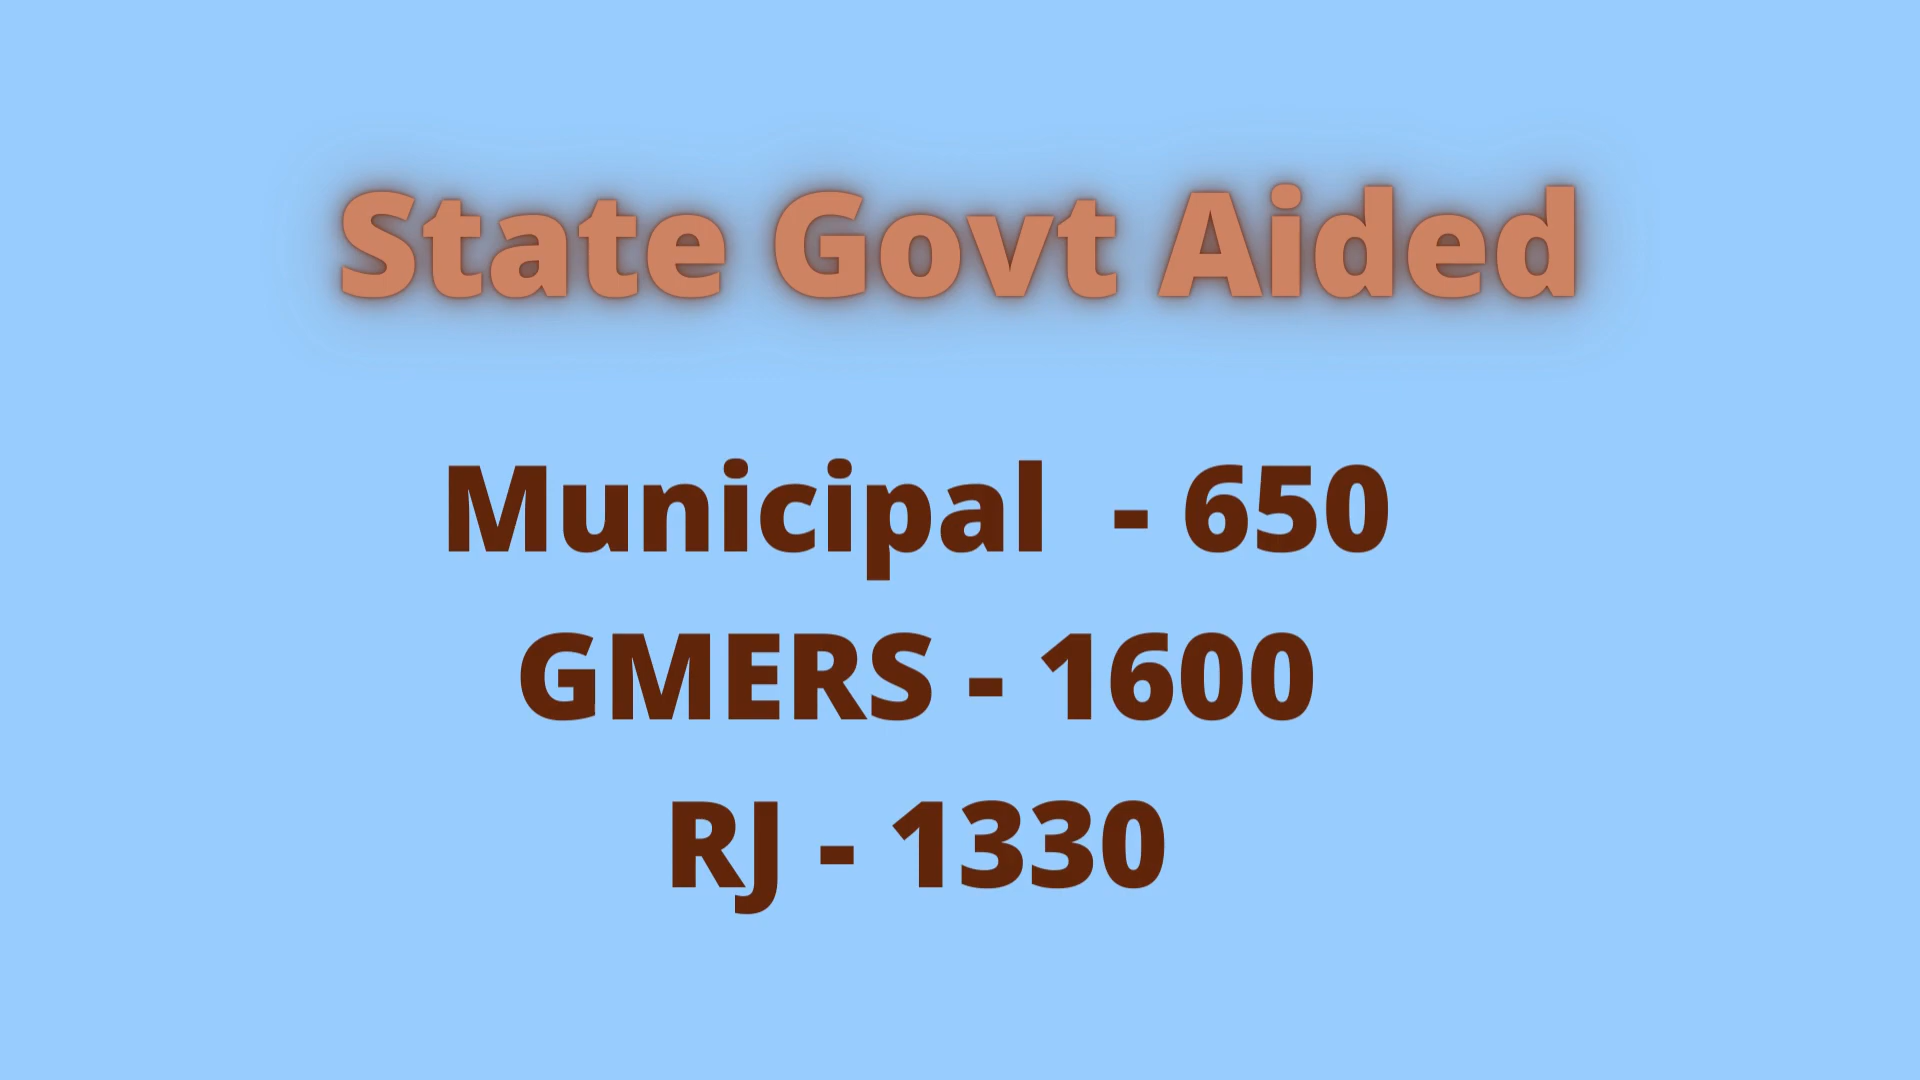 State Govt Aided
Municipal - 650
GMERS - 1600
RJ - 1330